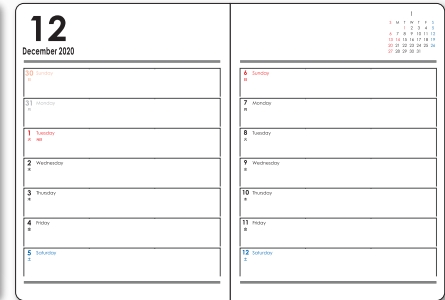 12
December 2020
30 Sunday
31 Monday
1 Tuesday
2 Wednesday
3 Thursday
4 Friday
5 Saturday
1
S M T W T F S
1 2 3 4 5
6 7 8 9 10 11 12
13 14 15 16 17 18 19
20 21 22 23 24 25 26
27 28 29 30 31
6 Sunday
7 Monday
8 Tuesday
9 Wednesday
10 Thursday
11 Friday
12 Saturday